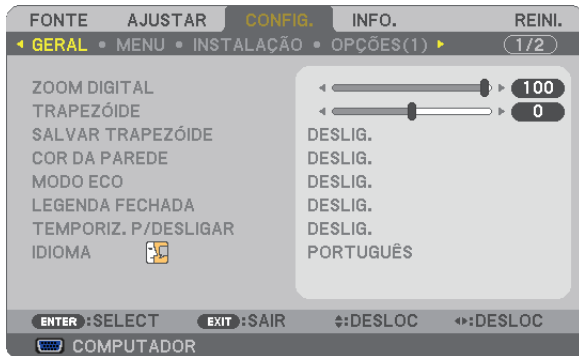 FONTE AJUSTAR CONFIG. INFO. REINI.
GERAL • MENU • INSTALAÇÃO • OPÇÕES(1) 1/2
ZOOM DIGITAL 100
TRAPEZÓIDE 0
SALVAR TRAPEZÓIDE DESLIG.
COR DA PAREDE DESLIG.
MODO ECO DESLIG.
LEGENDA FECHADA DESLIG.
TEMPORIZ. P/DESLIGAR DESLIG.
IDIOMA PORTUGUÊS
ENTER:SELECT EXIT:SAIR :DESLOC :DESLOC
COMPUTADOR